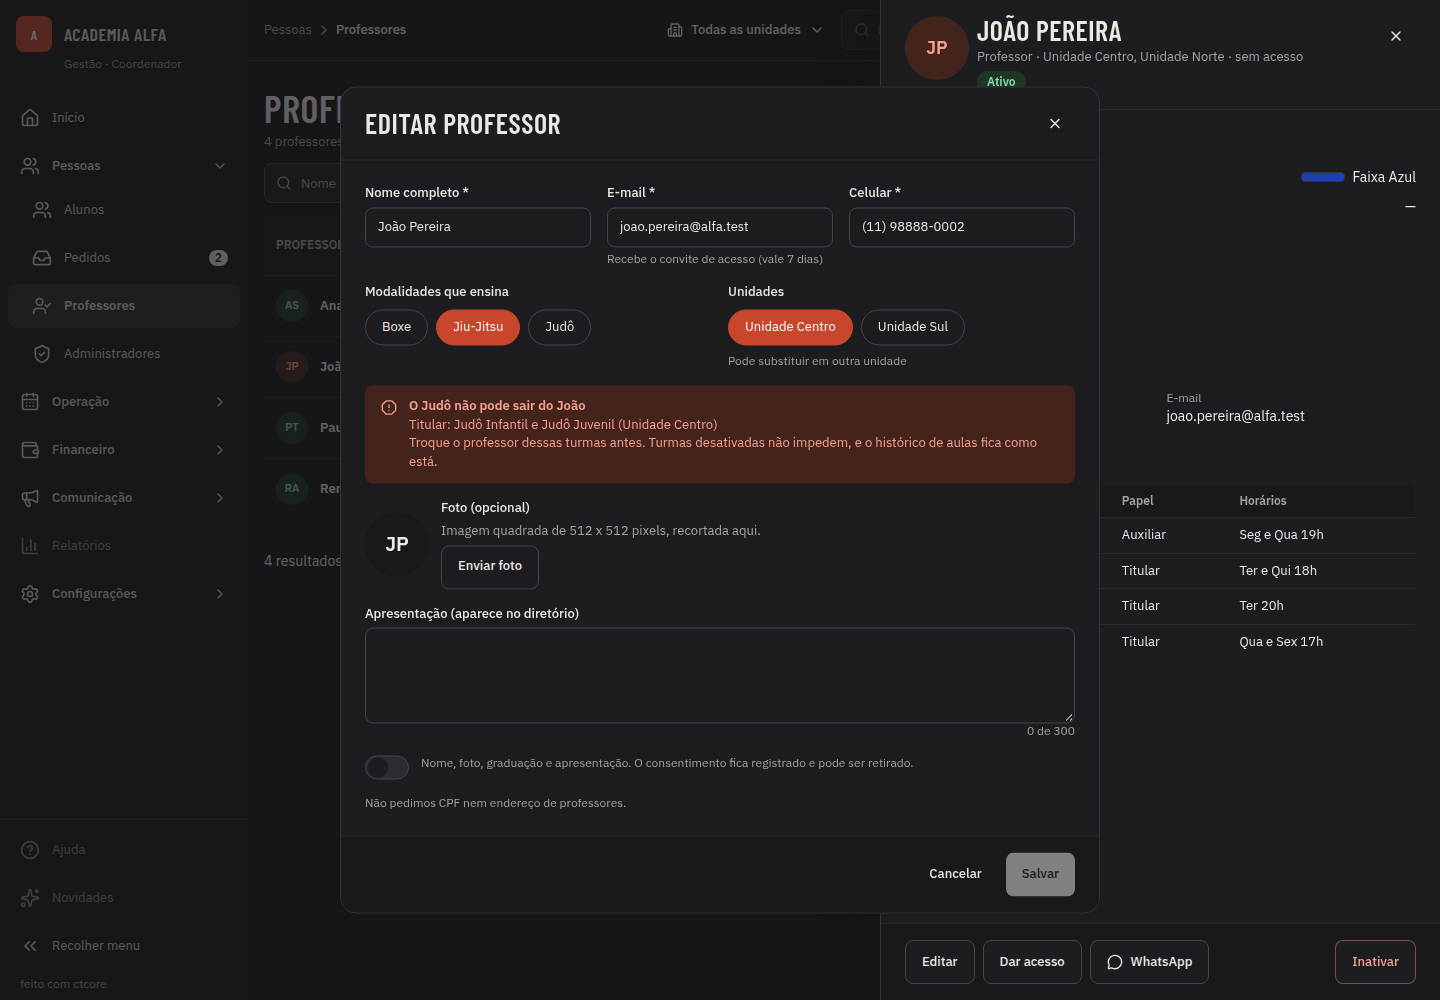 A
ACADEMIA ALFA
Gestão · Coordenador
Início
Pessoas
Alunos
Pedidos
2
Professores
Administradores
Operação
Financeiro
Comunicação
Relatórios
Configurações
Ajuda
Novidades
Recolher menu
feito com ctcore
Pessoas
Professores
Todas as unidades
4 professores
Nome
AS
JP
PT
RA
4 resultados
JP
JOÃO PEREIRA
Professor · Unidade Centro, Unidade Norte · sem acesso
Ativo
Faixa Azul
—
E-mail
joao.pereira@alfa.test
Papel
Horários
Auxiliar
Seg e Qua 19h
Titular
Ter e Qui 18h
Titular
Ter 20h
Titular
Qua e Sex 17h
Editar
Dar acesso
WhatsApp
Inativar
EDITAR PROFESSOR
Nome completo *
E-mail *
Celular *
João Pereira
joao.pereira@alfa.test
(11) 98888-0002
Recebe o convite de acesso (vale 7 dias)
Modalidades que ensina
Unidades
Boxe
Jiu-Jitsu
Judô
Unidade Centro
Unidade Sul
Pode substituir em outra unidade
O Judô não pode sair do João
Titular: Judô Infantil e Judô Juvenil (Unidade Centro)
Troque o professor dessas turmas antes. Turmas desativadas não impedem, e o histórico de aulas fica como
está.
JP
Foto (opcional)
Imagem quadrada de 512 x 512 pixels, recortada aqui.
Enviar foto
Apresentação (aparece no diretório)
0 de 300
Nome, foto, graduação e apresentação. O consentimento fica registrado e pode ser retirado.
Não pedimos CPF nem endereço de professores.
Cancelar
Salvar